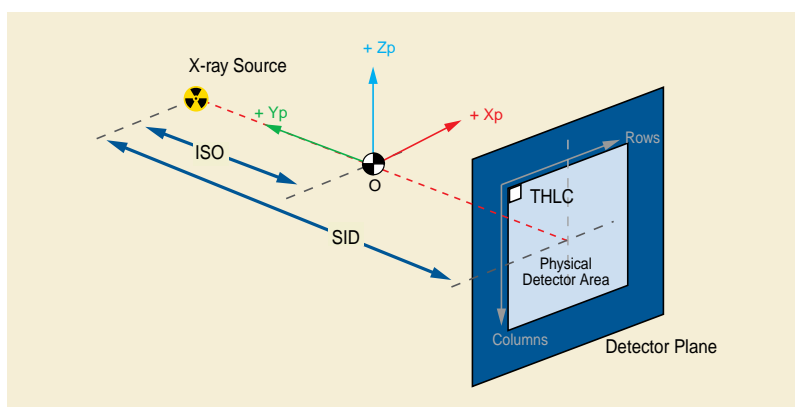 + Zp
X-ray Source
+ Yp
+ Xp
Rows
ISO
O
THLC
SID
Physical
Detector Area
Columns
Detector Plane